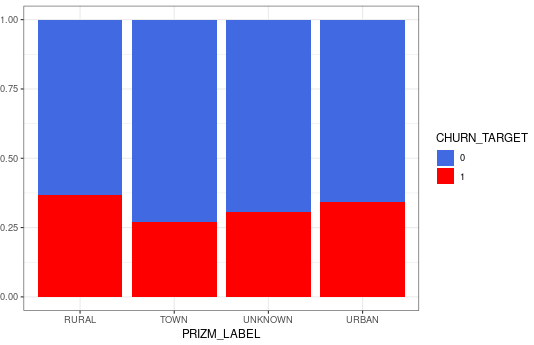 1.00
0.75
0.50
0.25
0.00
RURAL
TOWN
UNKNOWN
URBAN
PRIZM_LABEL
CHURN_TARGET
0
1